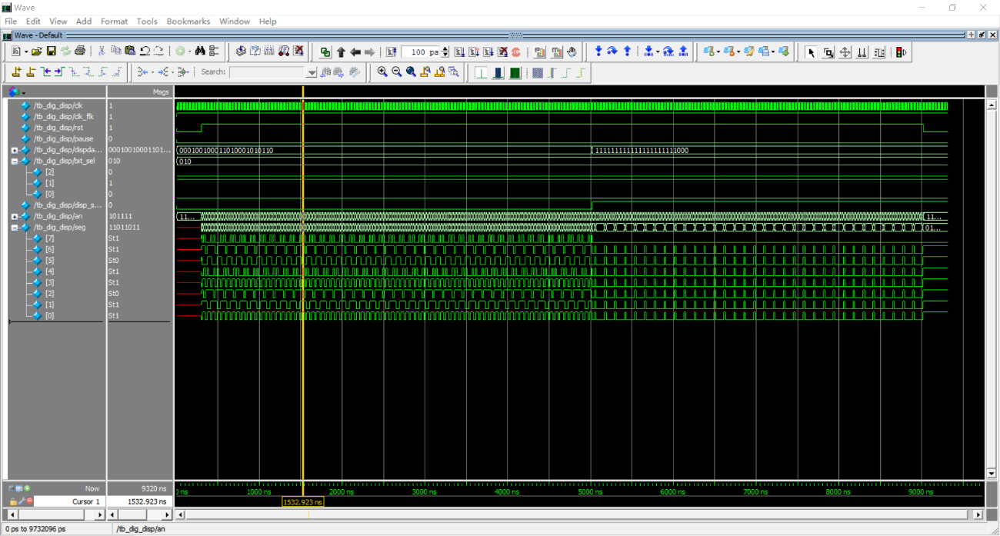 Wave
File Edit View Add Format Tools Bookmarks Window Help
Wave - Default
100 ps
Search:
Msgs
/tb_dig_disp/clk 1
/tb_dig_disp/clk_flk 1
/tb_dig_disp/rst 1
/tb_dig_disp/pause 0
/tb_dig_disp/dispda... 00010010001101... 000100100011010001010110 111111111111111111111000
/tb_dig_disp/bit_sel 010 010
[2] 0
[1] 1
[0] 0
/tb_dig_disp/disp_s... 0
/tb_dig_disp/an 101111 11... 11...
/tb_dig_disp/seg 11011011 01...
[7] St1
[6] St1
[5] St0
[4] St1
[3] St1
[2] St0
[1] St1
[0] St1
Now 9320 ns ns 1000 ns 2000 ns 3000 ns 4000 ns 5000 ns 6000 ns 7000 ns 8000 ns 9000 ns
Cursor 1 1532.923 ns 1532.923 ns
0 ps to 9732096 ps /tb_dig_disp/an